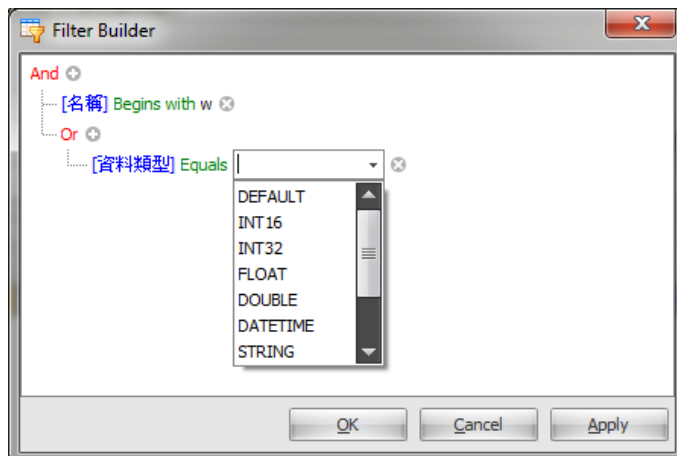 Filter Builder
And
[名稱] Begins with w
Or
[資料類型] Equals
DEFAULT
INT16
INT32
FLOAT
DOUBLE
DATETIME
STRING
OK Cancel Apply